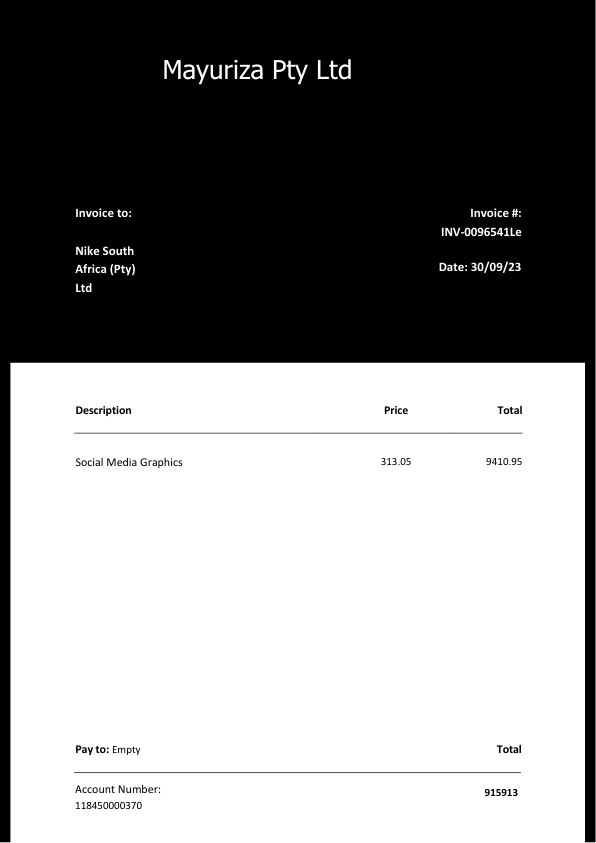 Mayuriza Pty Ltd
Invoice to:
Nike South
Africa (Pty)
Ltd
Invoice #:
INV-0096541Le
Date: 30/09/23
Description Price Total
Social Media Graphics 313.05 9410.95
Pay to: Empty Total
Account Number:
118450000370
915913